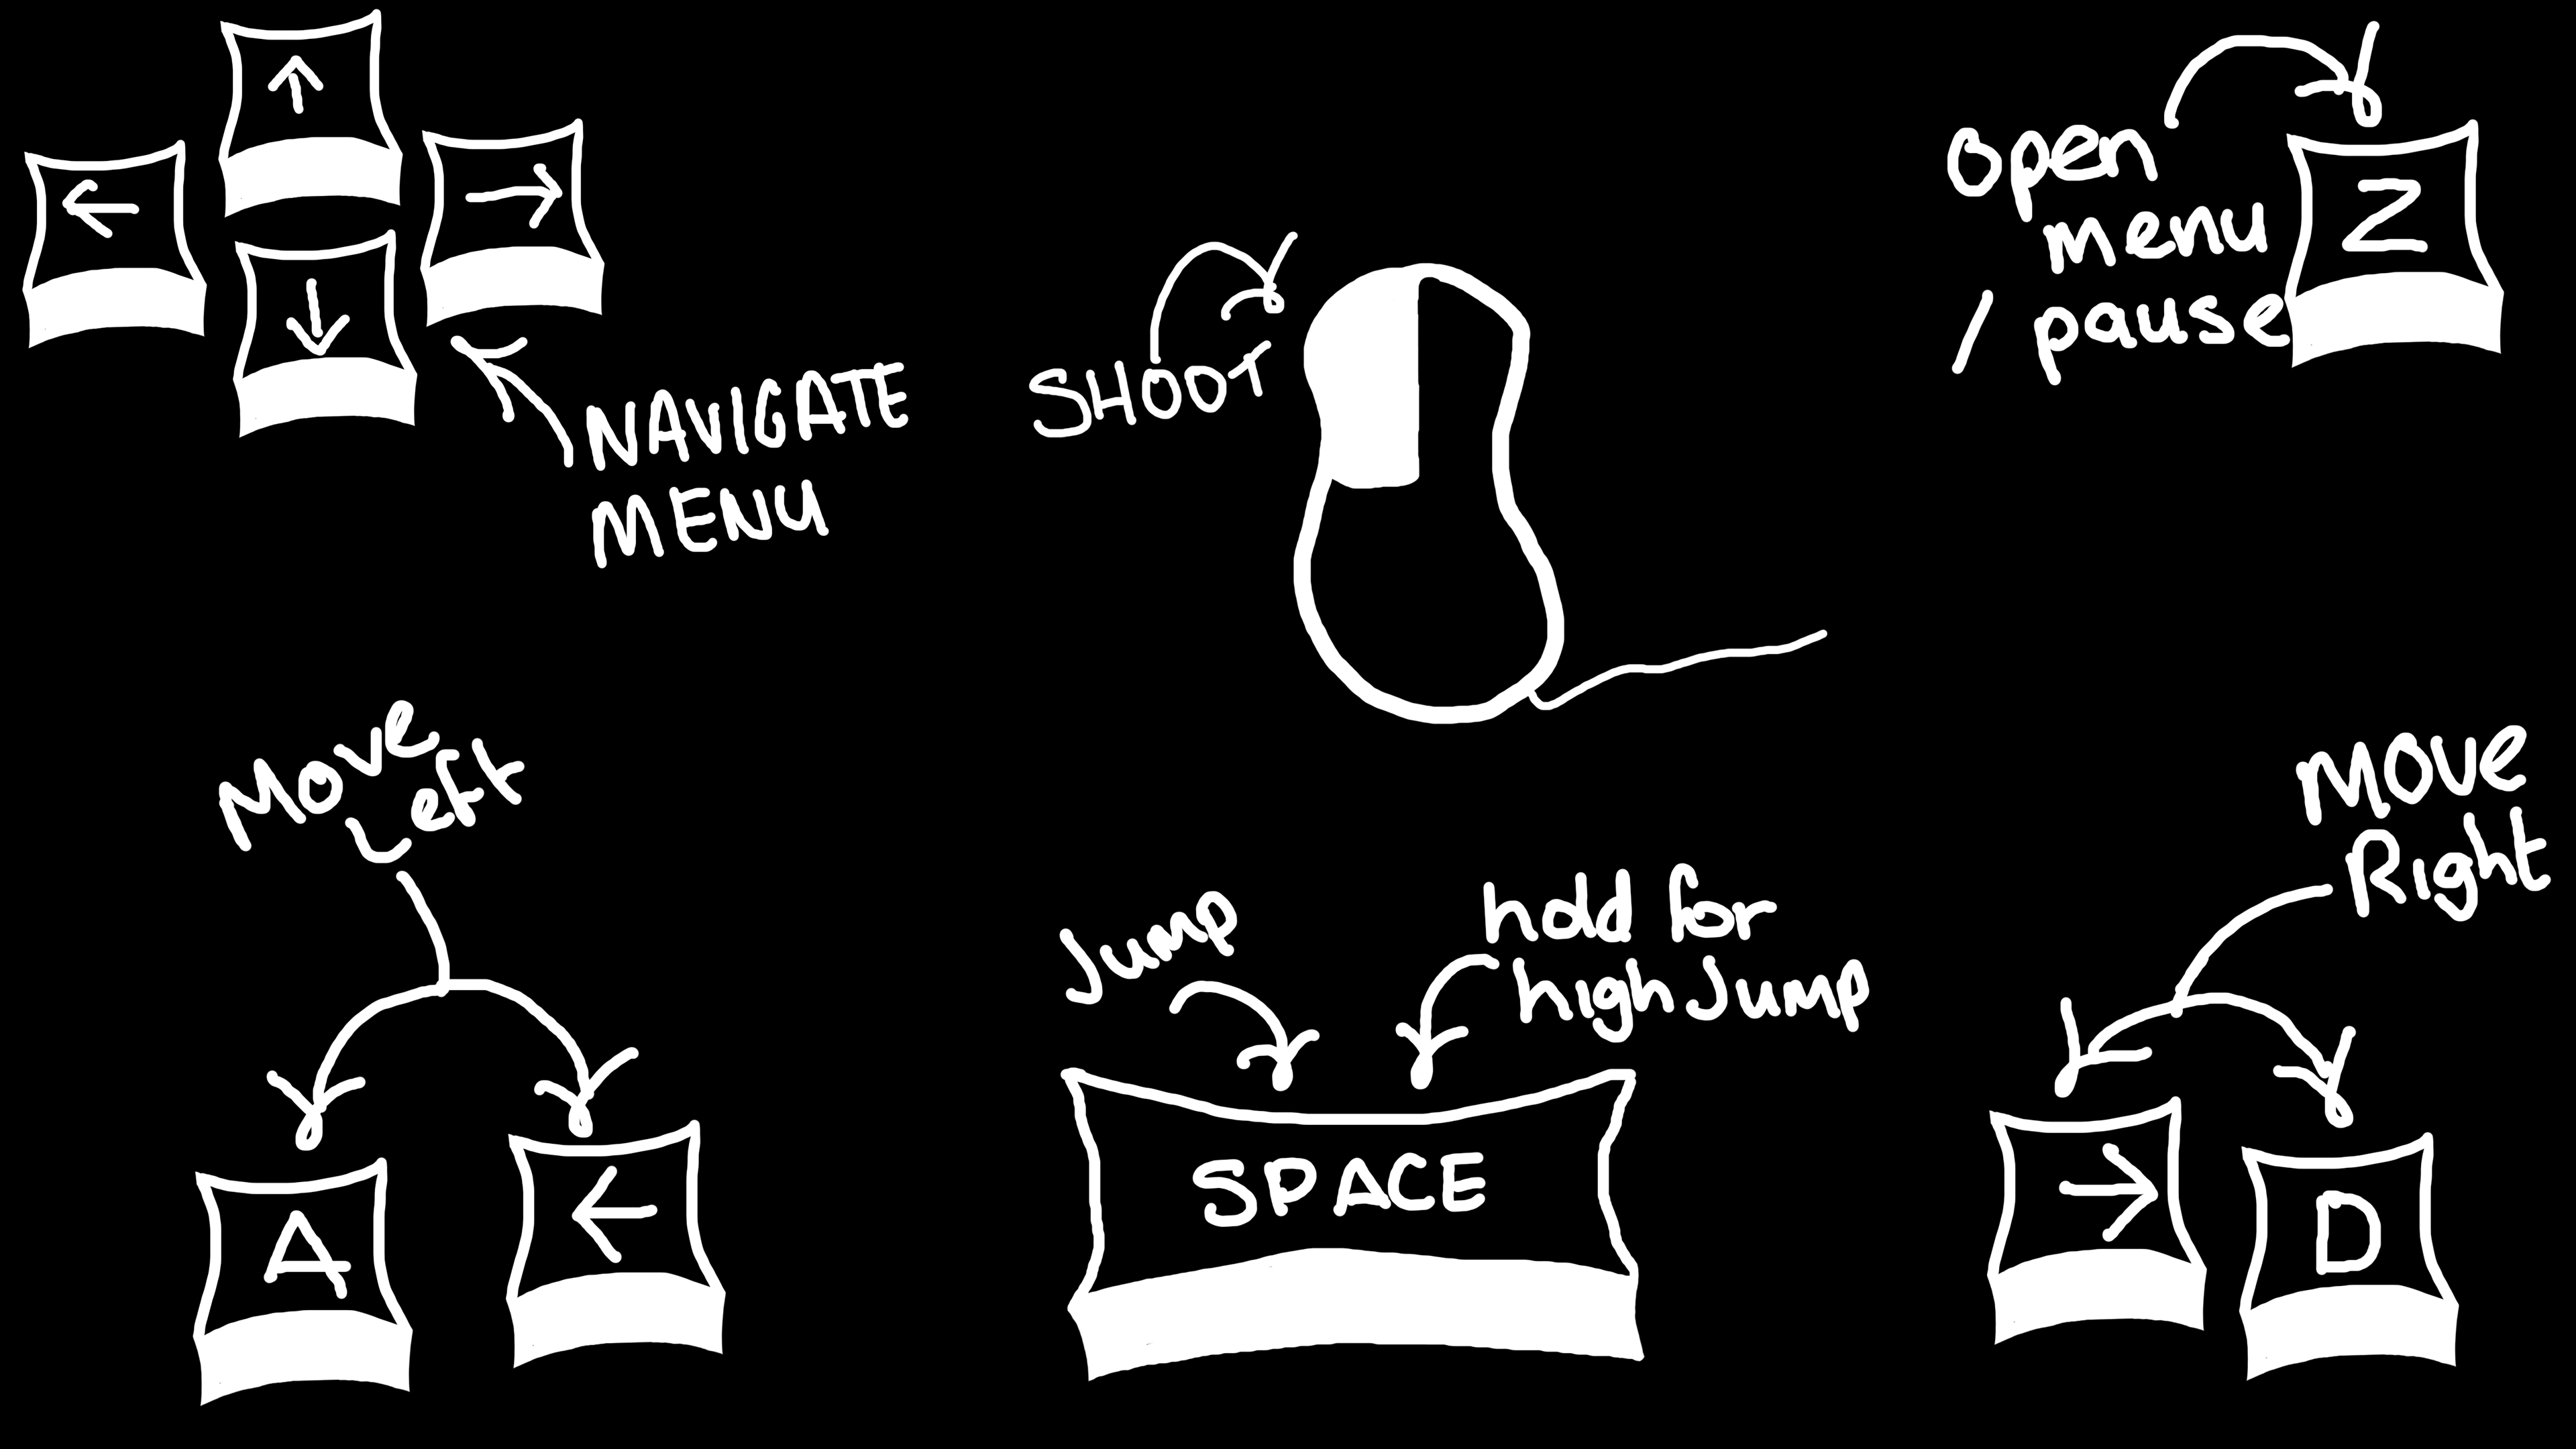 ↑
←
→
↓
NAVIGATE
MENU
SHOOT
Open
menu
/ pause
Z
Move
Left
A
←
Jump
hold for
high Jump
SPACE
Move
Right
→
D